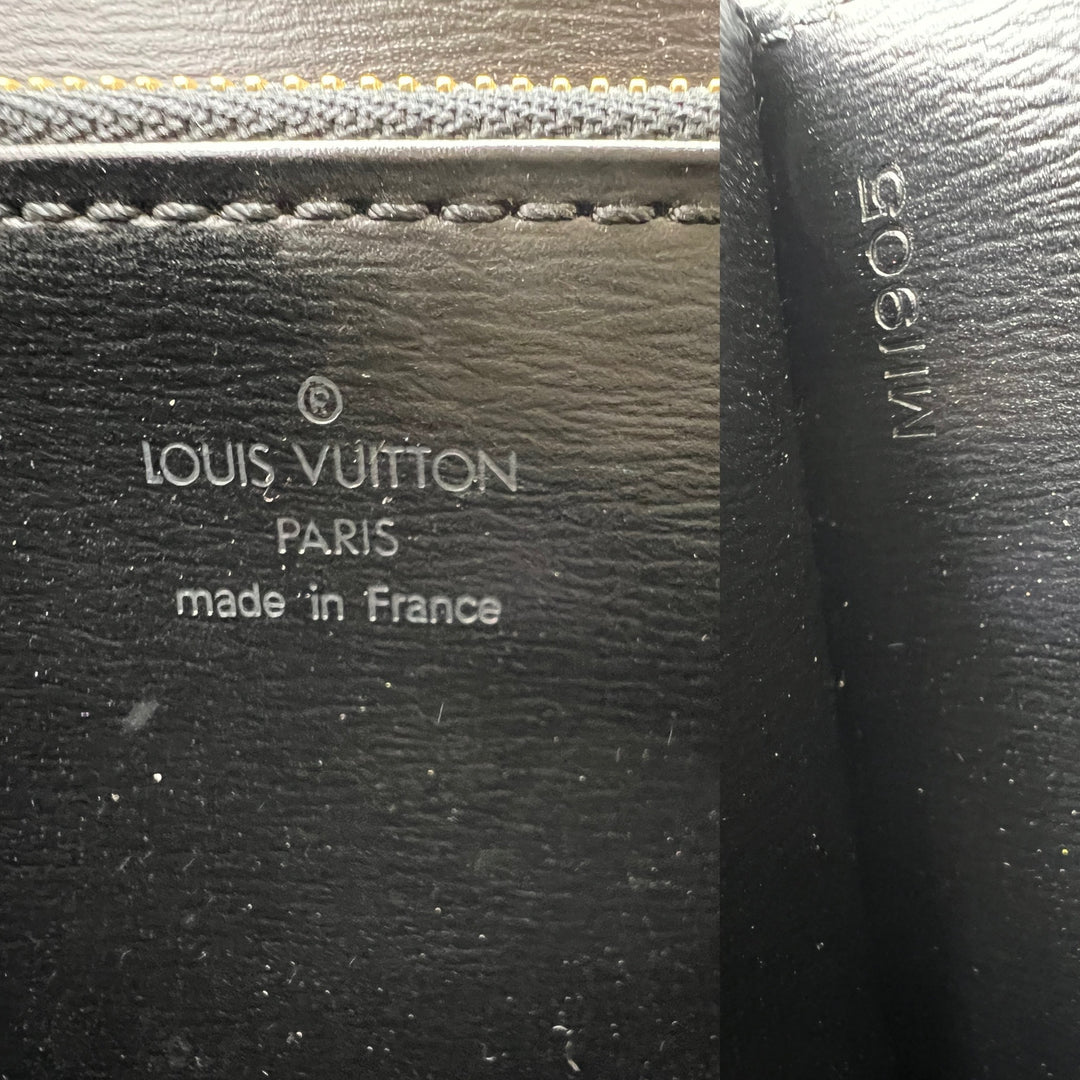 ®
LOUIS VUITTON
PARIS
made in France
MI1905